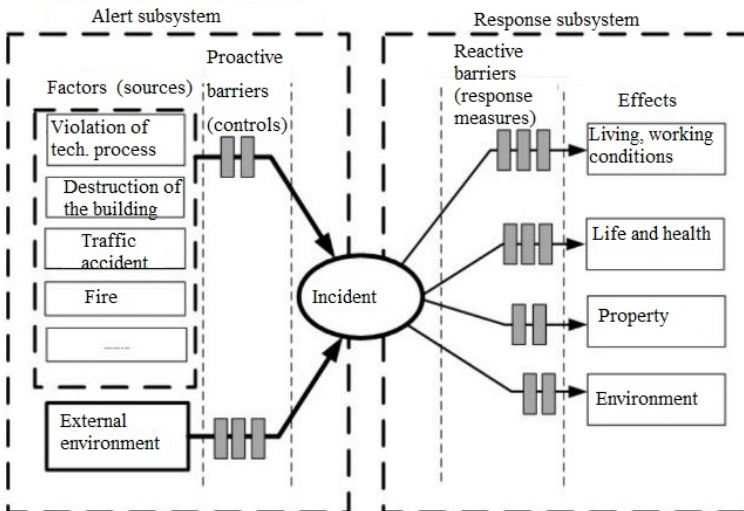 Alert subsystem
Response subsystem
Factors (sources)
Proactive
barriers
(controls)
Violation of
tech. process
Destruction of
the building
Traffic
accident
Fire
.........
External
environment
Incident
Reactive
barriers
(response
measures)
Effects
Living, working
conditions
Life and health
Property
Environment